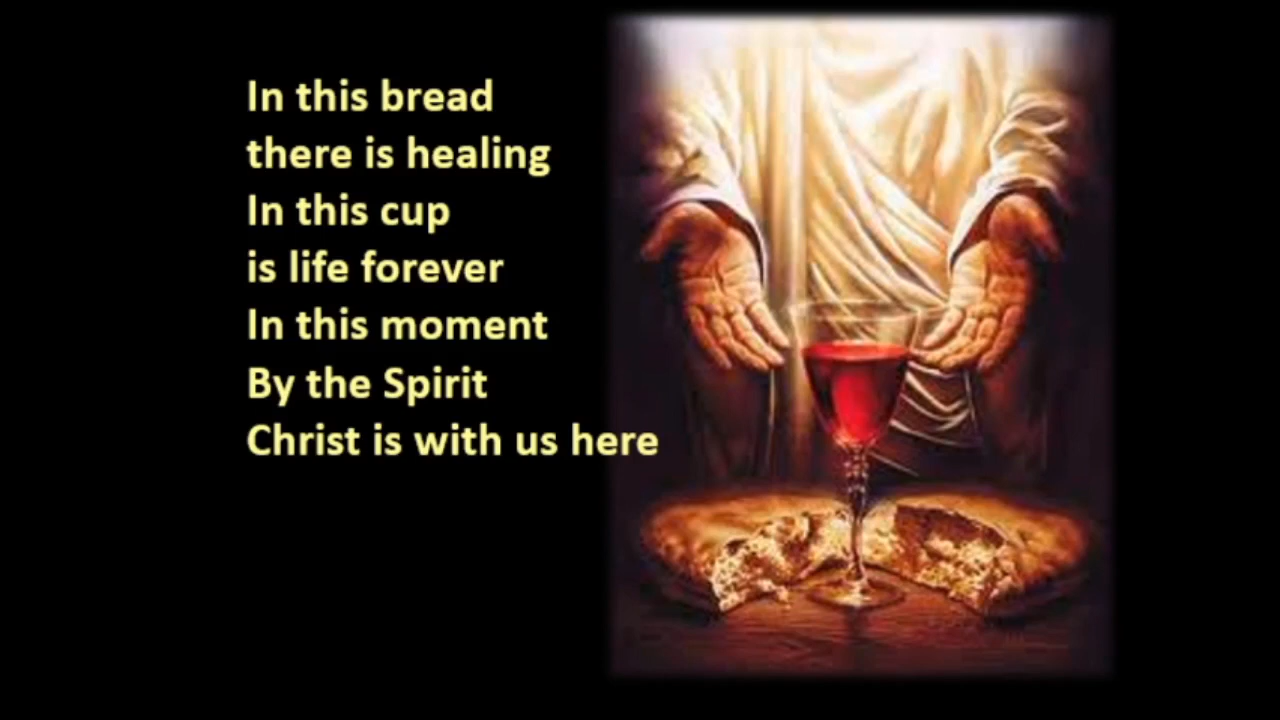 In this bread
there is healing
In this cup
is life forever
In this moment
By the Spirit
Christ is with us here